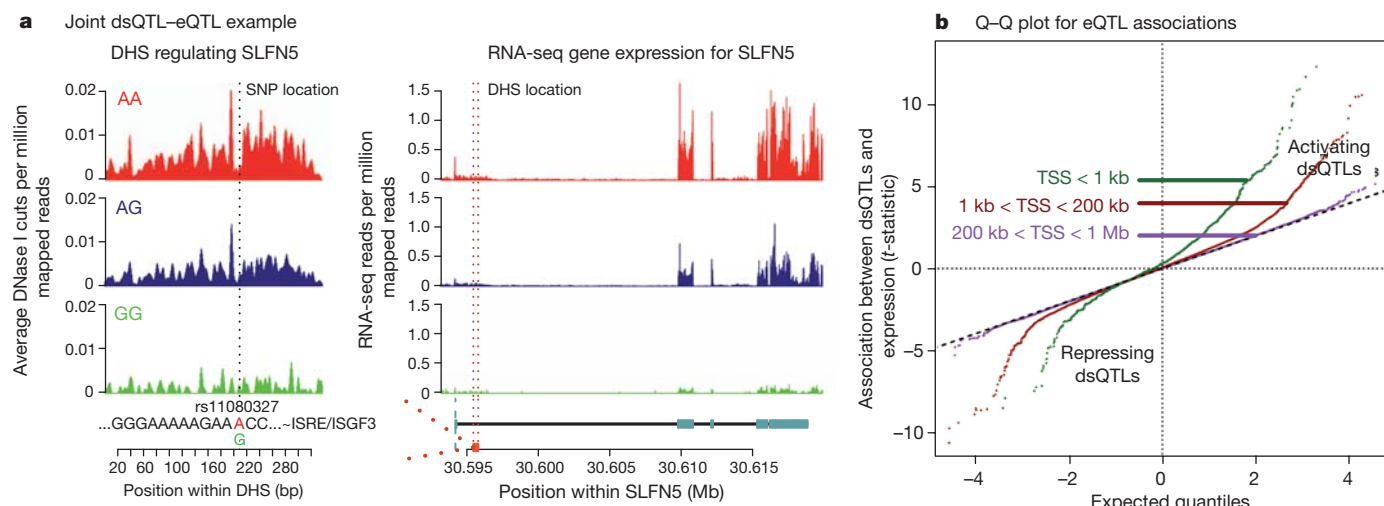 a Joint dsQTL–eQTL example
DHS regulating SLFN5
Average DNase I cuts per million
mapped reads
0.02
0.01
0
AA
SNP location
0.02
0.01
0
AG
0.02
0.01
0
GG
rs11080327
...GGGAAAAAGAAACC...~ISRE/ISGF3
G
20 60 100 160 220 280
Position within DHS (bp)
RNA-seq gene expression for SLFN5
RNA-seq reads per million
mapped reads
1.5
1.0
0.5
0
DHS location
1.5
1.0
0.5
0
1.5
1.0
0.5
0
30.595 30.600 30.605 30.610 30.615
Position within SLFN5 (Mb)
b Q–Q plot for eQTL associations
Association between dsQTLs and
expression (t-statistic)
10
5
0
−5
−10
Activating
dsQTLs
TSS < 1 kb
1 kb < TSS < 200 kb
200 kb < TSS < 1 Mb
Repressing
dsQTLs
−4 −2 0 2 4
Expected quantiles